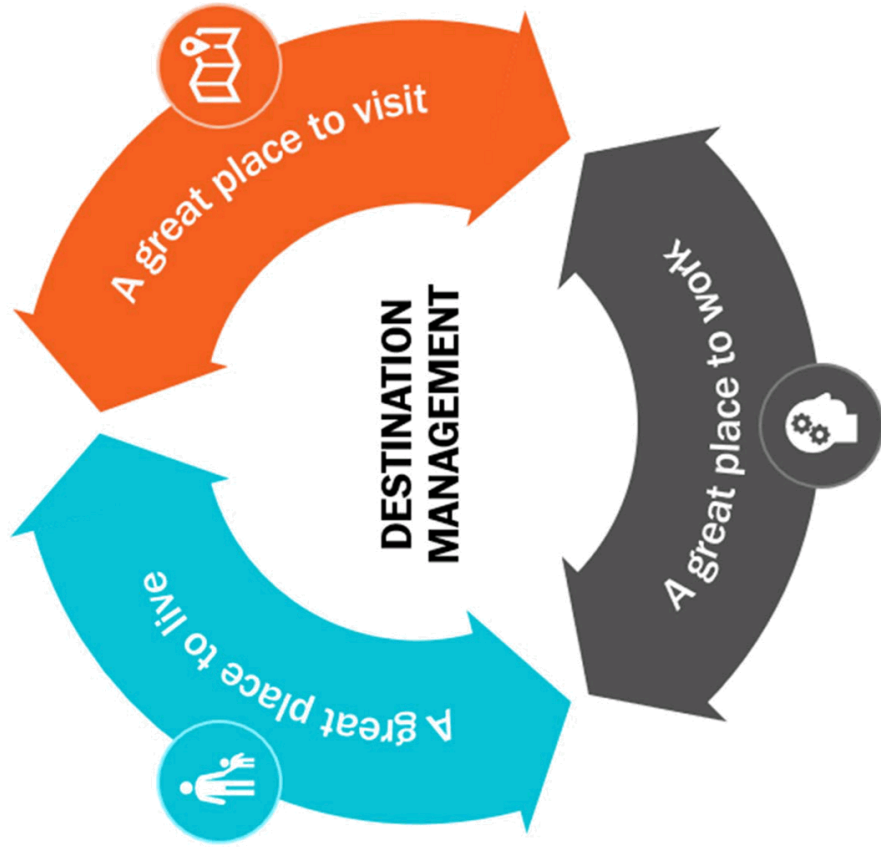 DESTINATION
MANAGEMENT
A great place to live
A great place to visit
A great place to work